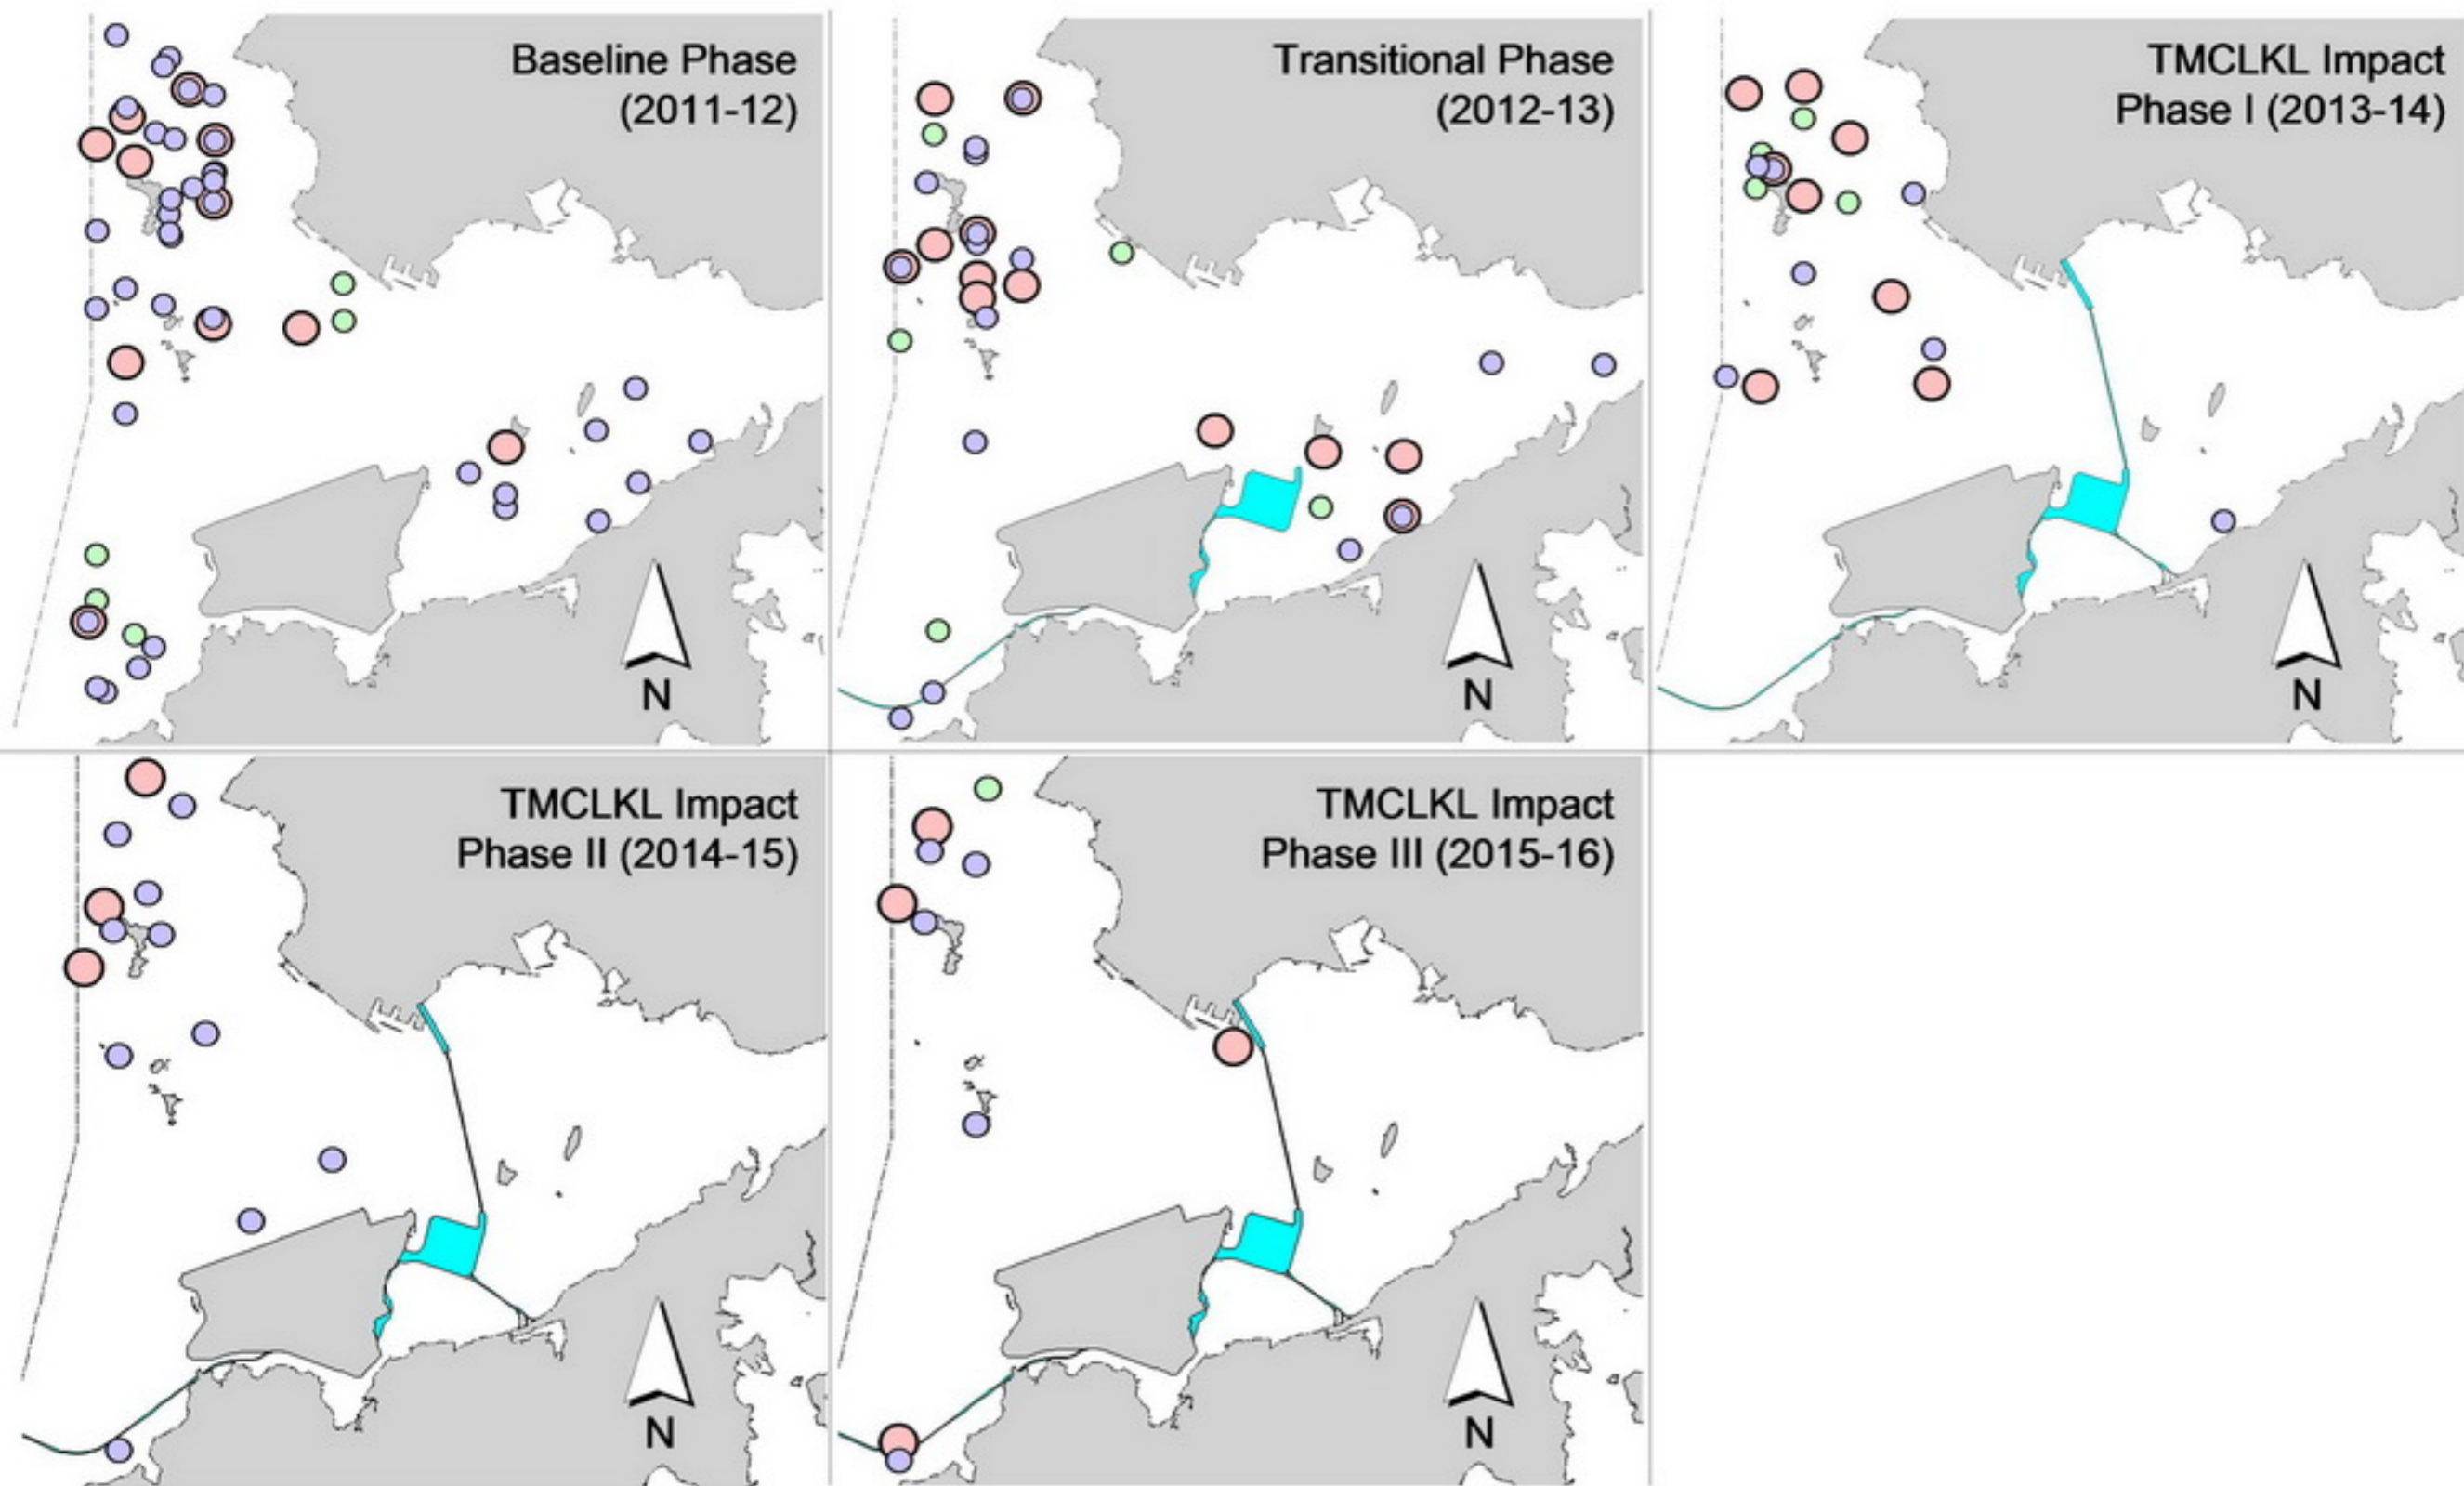 Baseline Phase
(2011-12)
N
Transitional Phase
(2012-13)
N
TMCLKL Impact
Phase I (2013-14)
N
TMCLKL Impact
Phase II (2014-15)
N
TMCLKL Impact
Phase III (2015-16)
N